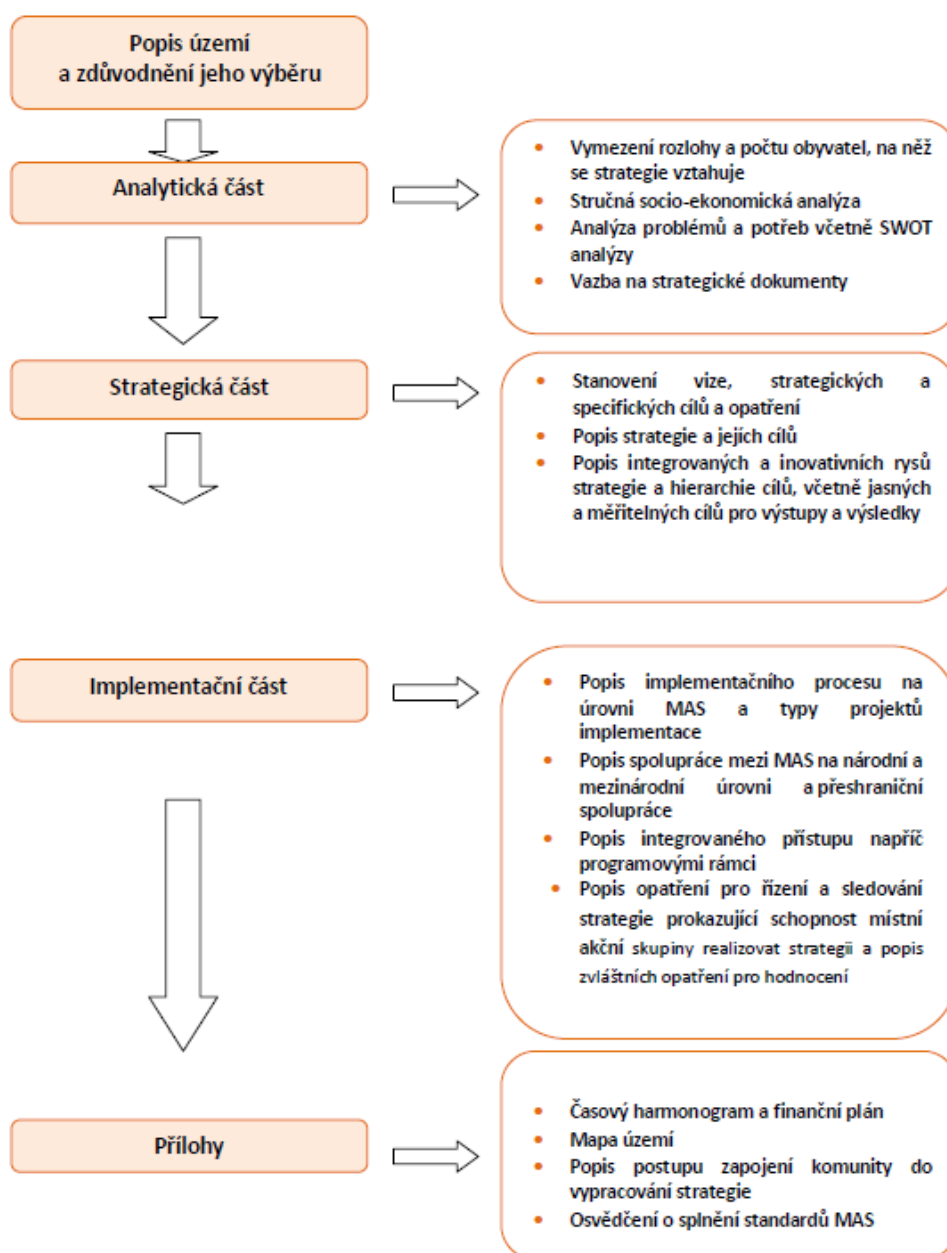 Popis území
a zdůvodnění jeho výběru
Analytická část
• Vymezení rozlohy a počtu obyvatel, na něž
se strategie vztahuje
• Stručná socio-ekonomická analýza
• Analýza problémů a potřeb včetně SWOT
analýzy
• Vazba na strategické dokumenty
Strategická část
• Stanovení vize, strategických a
specifických cílů a opatření
• Popis strategie a jejích cílů
• Popis integrovaných a inovativních rysů
strategie a hierarchie cílů, včetně jasných
a měřitelných cílů pro výstupy a výsledky
Implementační část
• Popis implementačního procesu na
úrovni MAS a typy projektů
implementace
• Popis spolupráce mezi MAS na národní a
mezinárodní úrovni a přeshraniční
spolupráce
• Popis integrovaného přístupu napříč
programovými rámci
• Popis opatření pro řízení a sledování
strategie prokazující schopnost místní
akční skupiny realizovat strategii a popis
zvláštních opatření pro hodnocení
Přílohy
• Časový harmonogram a finanční plán
• Mapa území
• Popis postupu zapojení komunity do
vypracování strategie
• Osvědčení o splnění standardů MAS